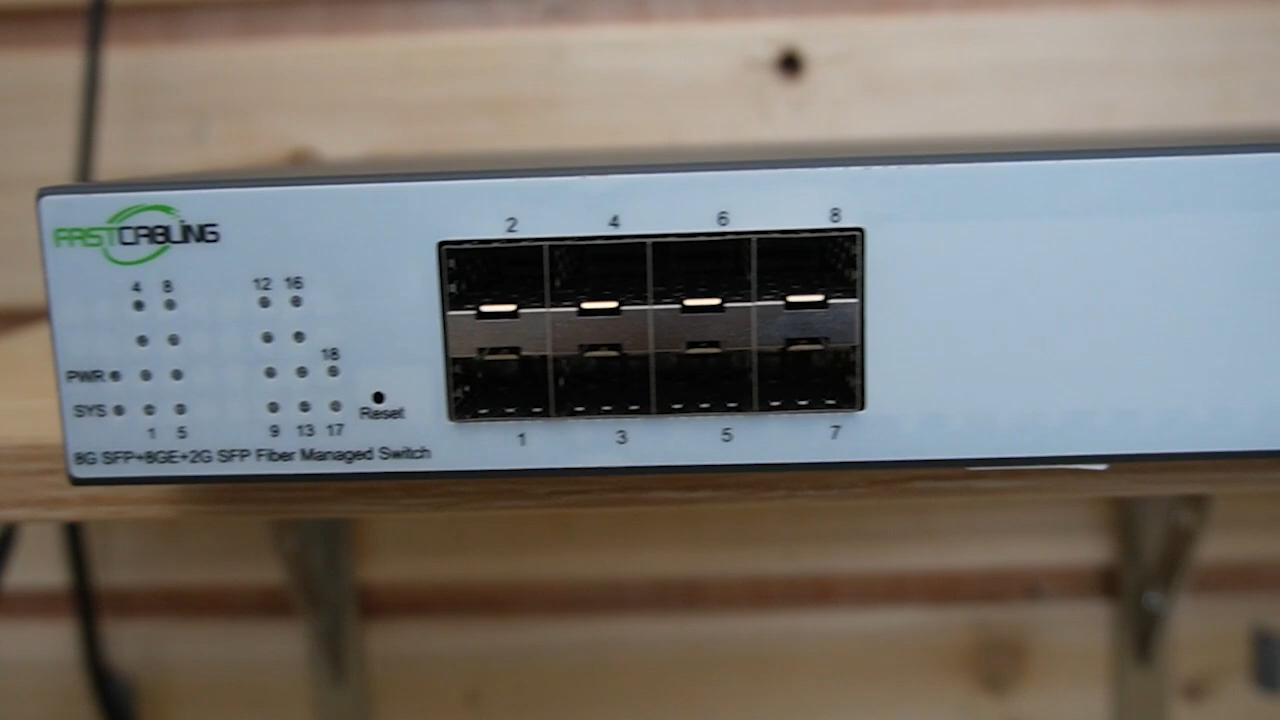 FASTCABLING
4 8 12 16
18
PWR
SYS
1 5 9 13 17
Reset
8G SFP+8GE+2G SFP Fiber Managed Switch
2 4 6 8
1 3 5 7